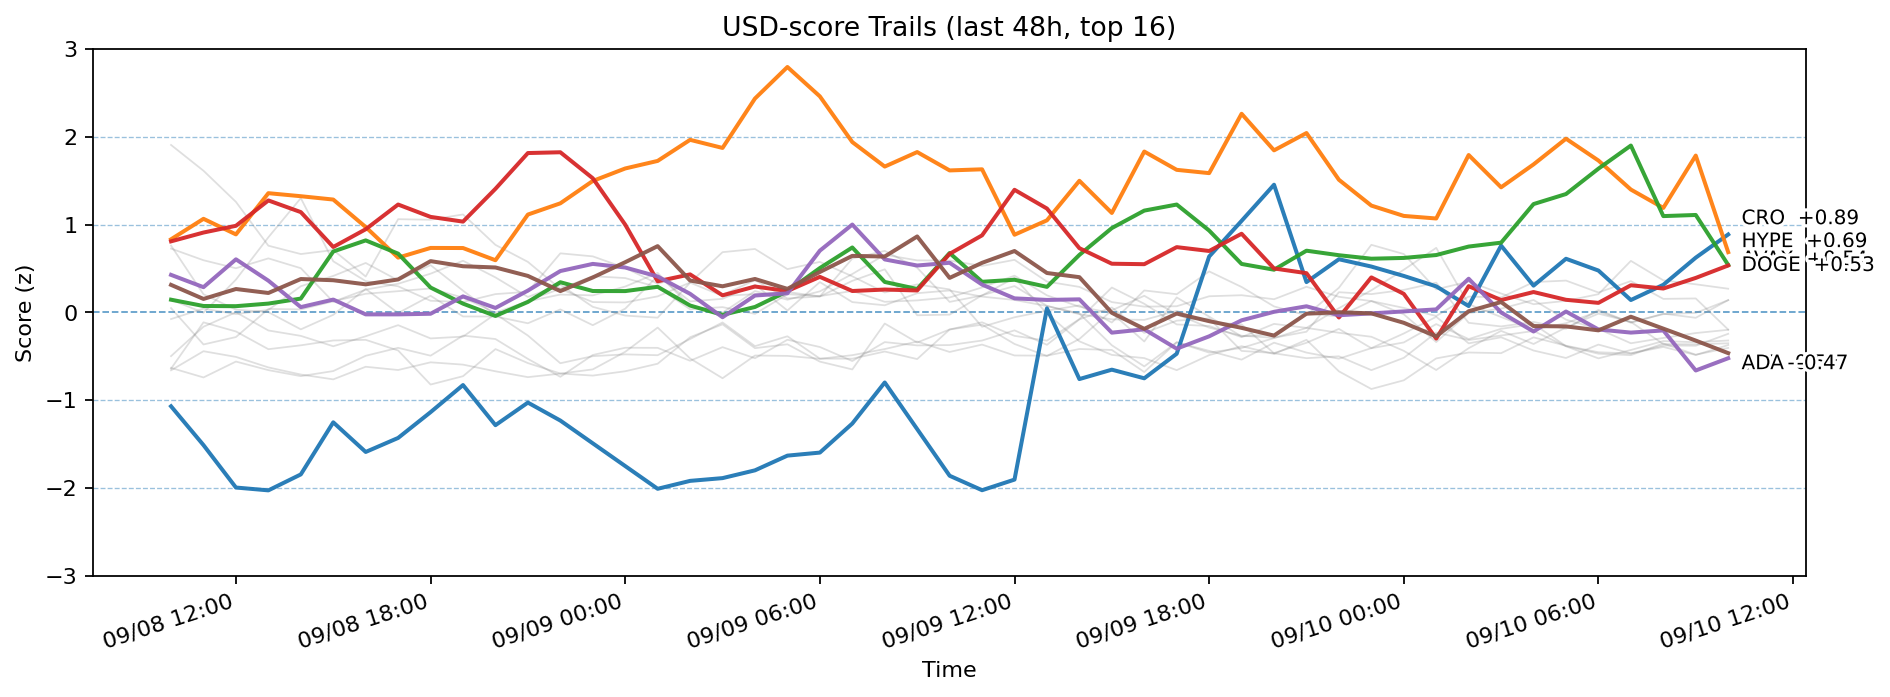 USD-score Trails (last 48h, top 16)
3
2
1
0
−1
−2
−3
Score (z)
CRO +0.89
HYPE +0.69
DOGE +0.53
ADA -0.47
09/08 12:00
09/08 18:00
09/09 00:00
09/09 06:00
09/09 12:00
09/09 18:00
09/10 00:00
09/10 06:00
09/10 12:00
Time